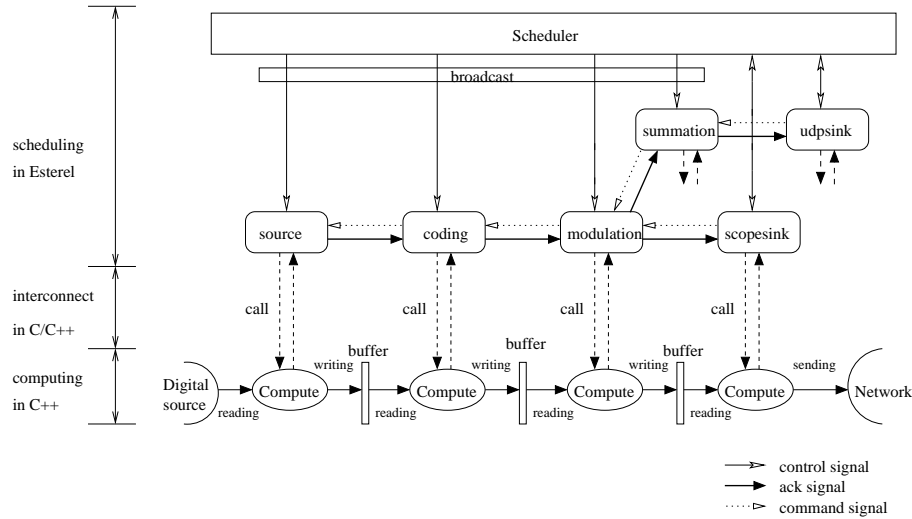 Scheduler
broadcast
summation
udpsink
scheduling
in Esterel
source
coding
modulation
scopesink
interconnect
in C/C++
call
call
call
call
computing
in C++
buffer
buffer
buffer
writing
writing
writing
sending
Digital
source
Compute
Compute
Compute
Compute
Network
reading
reading
reading
reading
control signal
ack signal
command signal